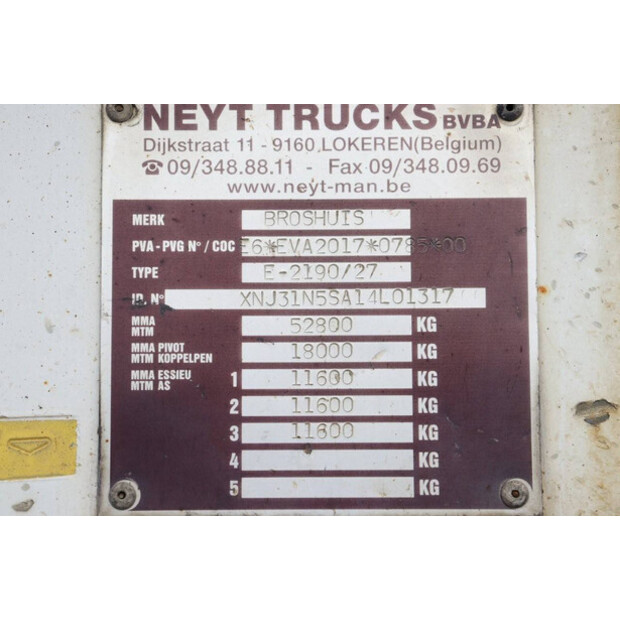 NEYT TRUCKS BVBA
Dijkstraat 11 - 9160 LOKEREN (Belgium)
☎ 09/348.88.11 - Fax 09/348.09.69
www.neyt-man.be
MERK BROSHUIS
PVA - PVG N° / COC E6*EVA2017*0785*00
TYPE E-2190/27
ID. N° XNJ31N5SA14L01317
MMA MTM 52800 KG
MMA PIVOT MTM KOPPELPEN 18000 KG
MMA ESSIEU MTM AS 1 11600 KG
2 11600 KG
3 11600 KG
4 KG
5 KG